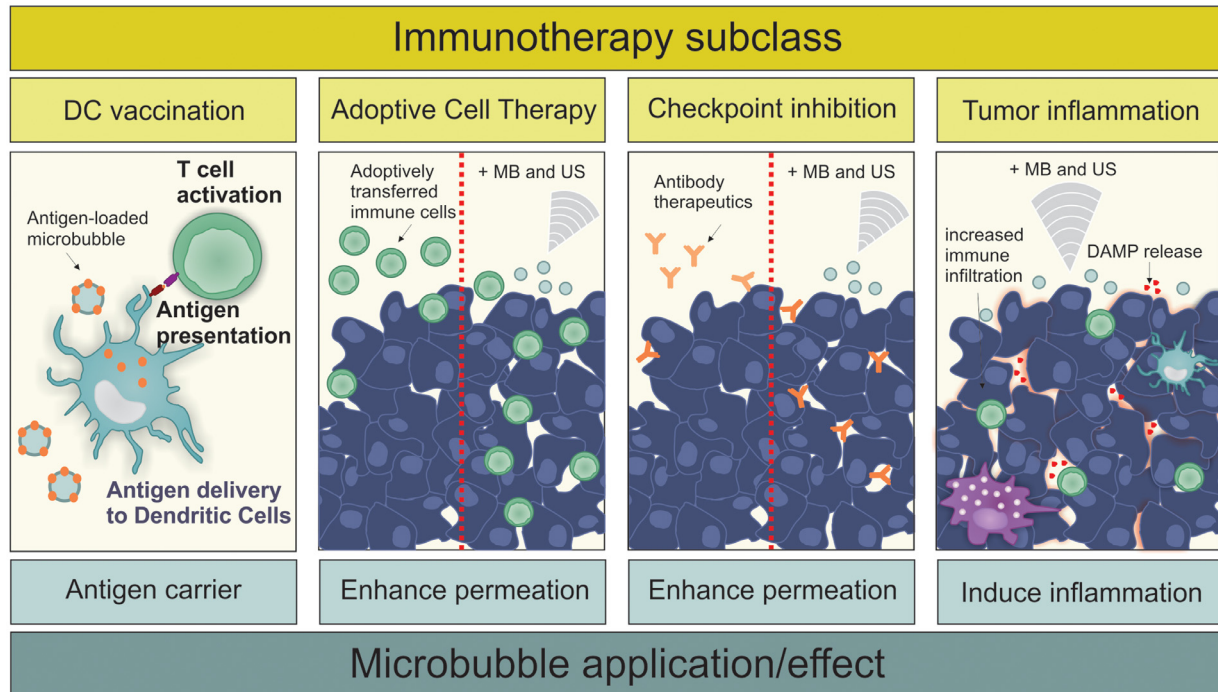 Immunotherapy subclass
DC vaccination
Adoptive Cell Therapy
Checkpoint inhibition
Tumor inflammation
T cell
activation
Antigen-loaded
microbubble
Antigen
presentation
Antigen delivery
to Dendritic Cells
Adoptively
transferred
immune cells
+ MB and US
Antibody
therapeutics
+ MB and US
+ MB and US
increased
immune
infiltration
DAMP release
Antigen carrier
Enhance permeation
Enhance permeation
Induce inflammation
Microbubble application/effect